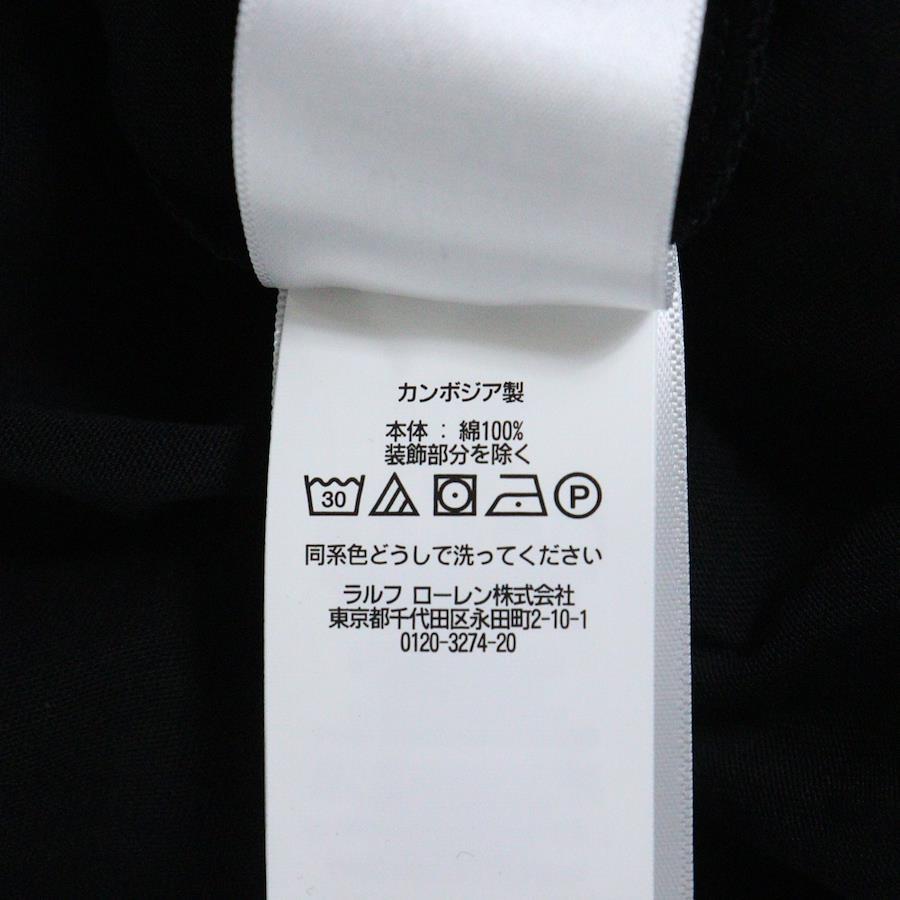 カンボジア製
本体 : 綿100%
装飾部分を除く
30 P
同系色どうしで洗ってください
ラルフ ローレン株式会社
東京都千代田区永田町2-10-1
0120-3274-20